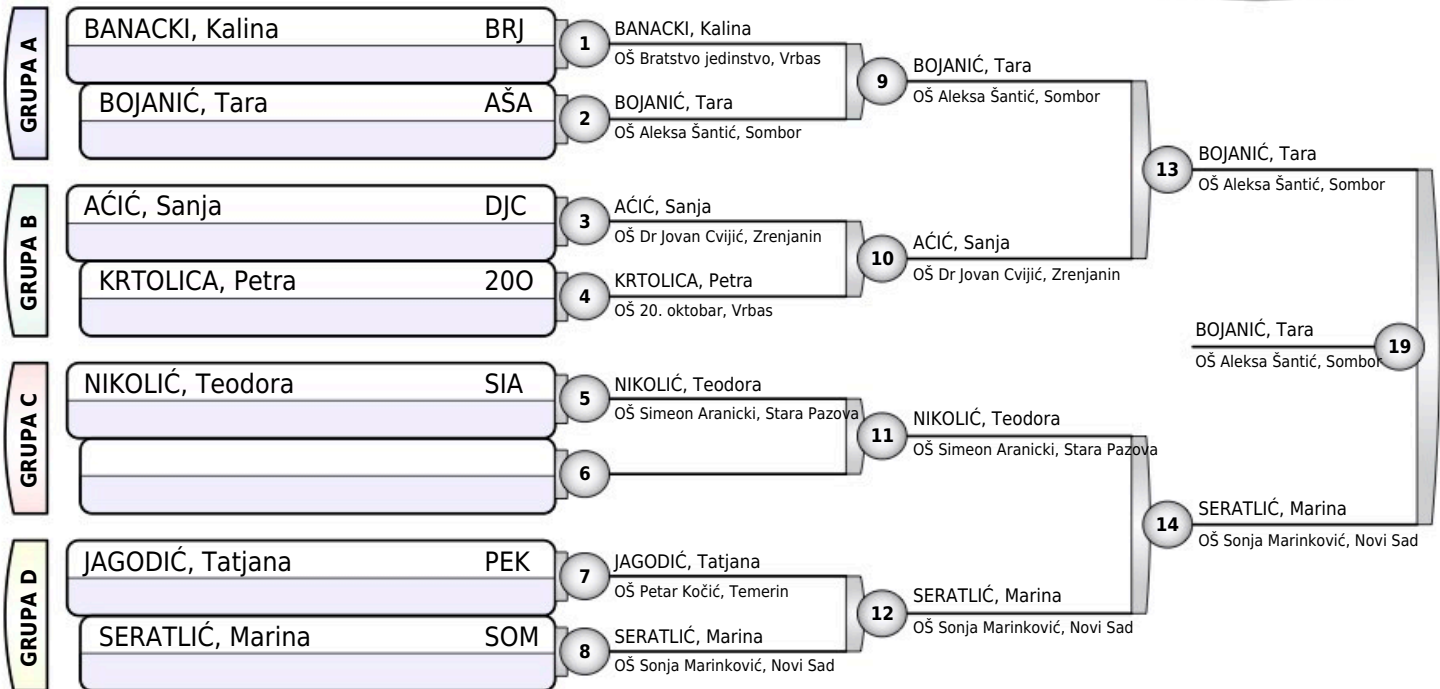 GRUPA A
BANACKI, Kalina BRJ
BOJANIĆ, Tara AŠA
GRUPA B
AĆIĆ, Sanja DJC
KRTOLICA, Petra 20O
GRUPA C
NIKOLIĆ, Teodora SIA
GRUPA D
JAGODIĆ, Tatjana PEK
SERATLIĆ, Marina SOM
1
BANACKI, Kalina
OŠ Bratstvo jedinstvo, Vrbas
2
BOJANIĆ, Tara
OŠ Aleksa Šantić, Sombor
3
AĆIĆ, Sanja
OŠ Dr Jovan Cvijić, Zrenjanin
4
KRTOLICA, Petra
OŠ 20. oktobar, Vrbas
5
NIKOLIĆ, Teodora
OŠ Simeon Aranicki, Stara Pazova
6
7
JAGODIĆ, Tatjana
OŠ Petar Kočić, Temerin
8
SERATLIĆ, Marina
OŠ Sonja Marinković, Novi Sad
9
BOJANIĆ, Tara
OŠ Aleksa Šantić, Sombor
10
AĆIĆ, Sanja
OŠ Dr Jovan Cvijić, Zrenjanin
11
NIKOLIĆ, Teodora
OŠ Simeon Aranicki, Stara Pazova
12
SERATLIĆ, Marina
OŠ Sonja Marinković, Novi Sad
13
BOJANIĆ, Tara
OŠ Aleksa Šantić, Sombor
14
SERATLIĆ, Marina
OŠ Sonja Marinković, Novi Sad
BOJANIĆ, Tara
OŠ Aleksa Šantić, Sombor
19